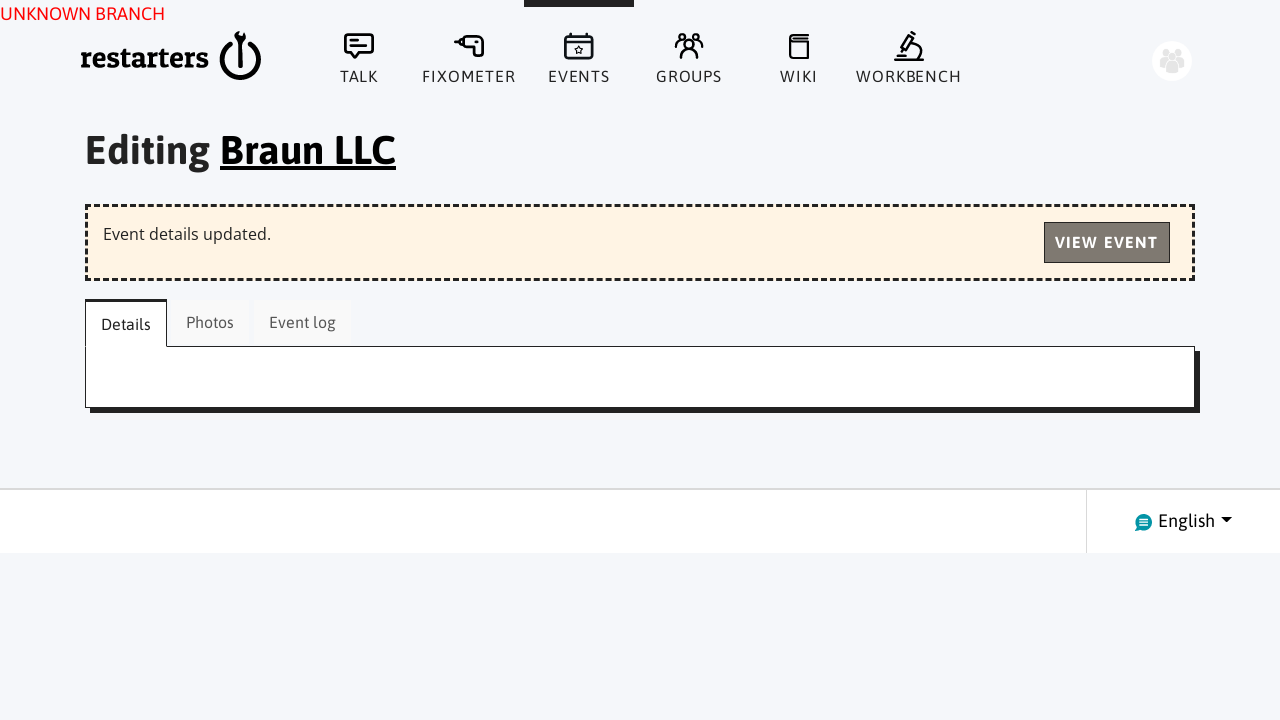 UNKNOWN BRANCH
restarters
TALK
FIXOMETER
EVENTS
GROUPS
WIKI
WORKBENCH
Editing Braun LLC
Event details updated.
VIEW EVENT
Details
Photos
Event log
English